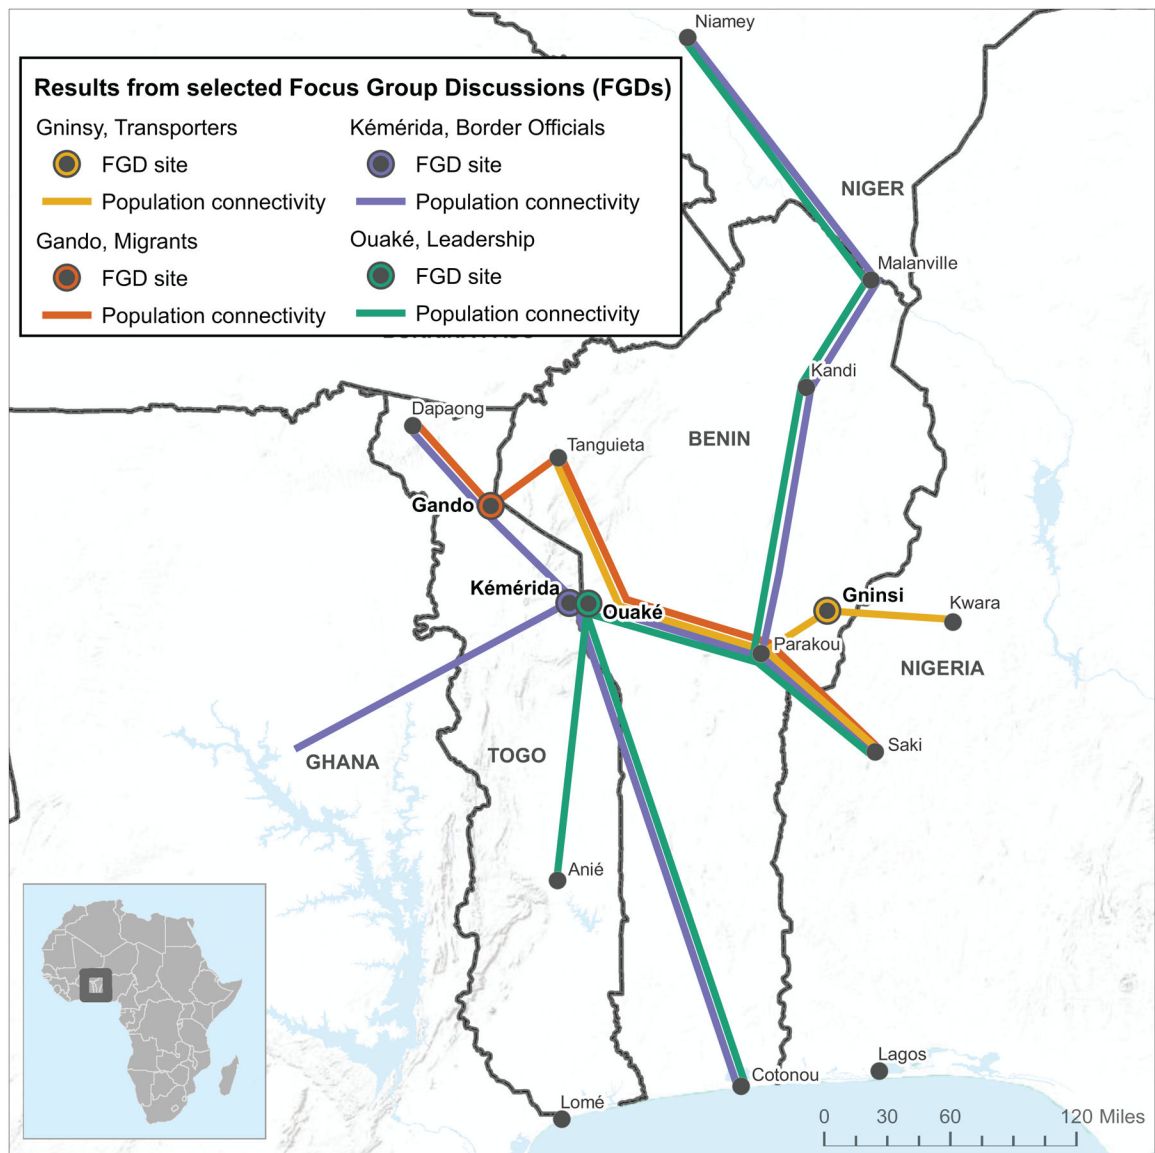 Niamey
Results from selected Focus Group Discussions (FGDs)
Gninsy, Transporters
FGD site
Population connectivity
Gando, Migrants
FGD site
Population connectivity
Kémérida, Border Officials
FGD site
Population connectivity
Ouaké, Leadership
FGD site
Population connectivity
NIGER
Malanville
Kandi
Dapaong
BENIN
Tanguieta
Gando
Kémérida
Ouaké
Gninsi
Kwara
Parakou
NIGERIA
Saki
GHANA
TOGO
Anié
Lagos
Cotonou
Lomé
0 30 60 120 Miles